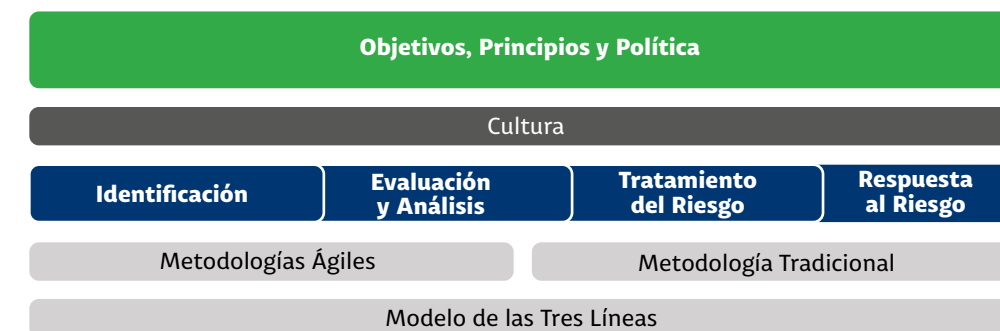 Objetivos, Principios y Política
Cultura
Identificación
Evaluación
y Análisis
Tratamiento
del Riesgo
Respuesta
al Riesgo
Metodologías Ágiles
Metodología Tradicional
Modelo de las Tres Líneas